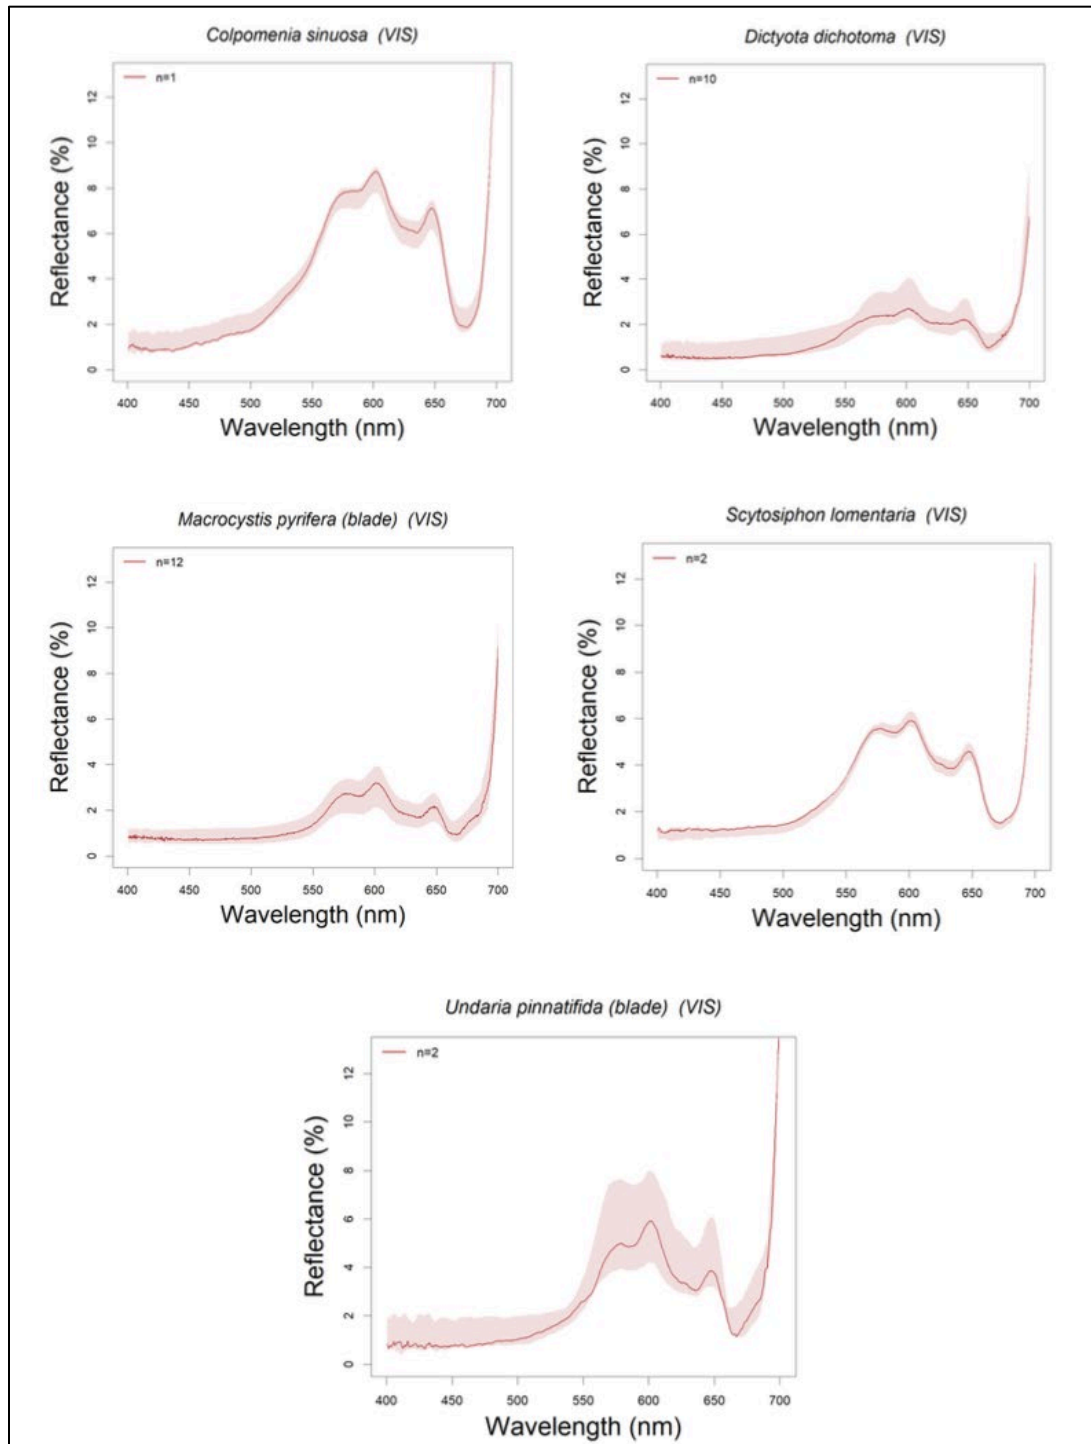 Colpomenia sinuosa (VIS)
n=1
Reflectance (%)
12
10
8
6
4
2
0
400 450 500 550 600 650 700
Wavelength (nm)
Dictyota dichotoma (VIS)
n=10
Reflectance (%)
12
10
8
6
4
2
0
400 450 500 550 600 650 700
Wavelength (nm)
Macrocystis pyrifera (blade) (VIS)
n=12
Reflectance (%)
12
10
8
6
4
2
0
400 450 500 550 600 650 700
Wavelength (nm)
Scytosiphon lomentaria (VIS)
n=2
Reflectance (%)
12
10
8
6
4
2
0
400 450 500 550 600 650 700
Wavelength (nm)
Undaria pinnatifida (blade) (VIS)
n=2
Reflectance (%)
12
10
8
6
4
2
0
400 450 500 550 600 650 700
Wavelength (nm)